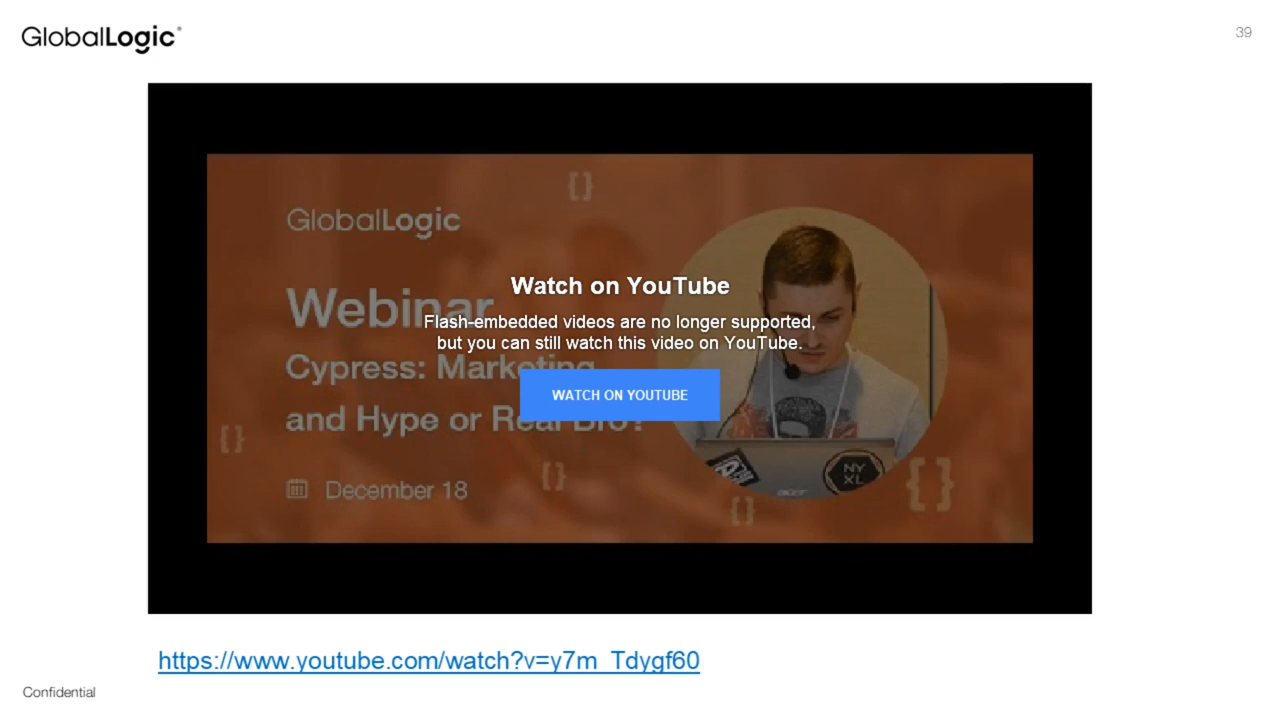 GlobalLogic
39
GlobalLogic
Webinar
Cypress: Marketing
and Hype or Real Bro?
December 18
Watch on YouTube
Flash-embedded videos are no longer supported,
but you can still watch this video on YouTube.
WATCH ON YOUTUBE
NY
XL
acer
https://www.youtube.com/watch?v=y7m_Tdygf60
Confidential